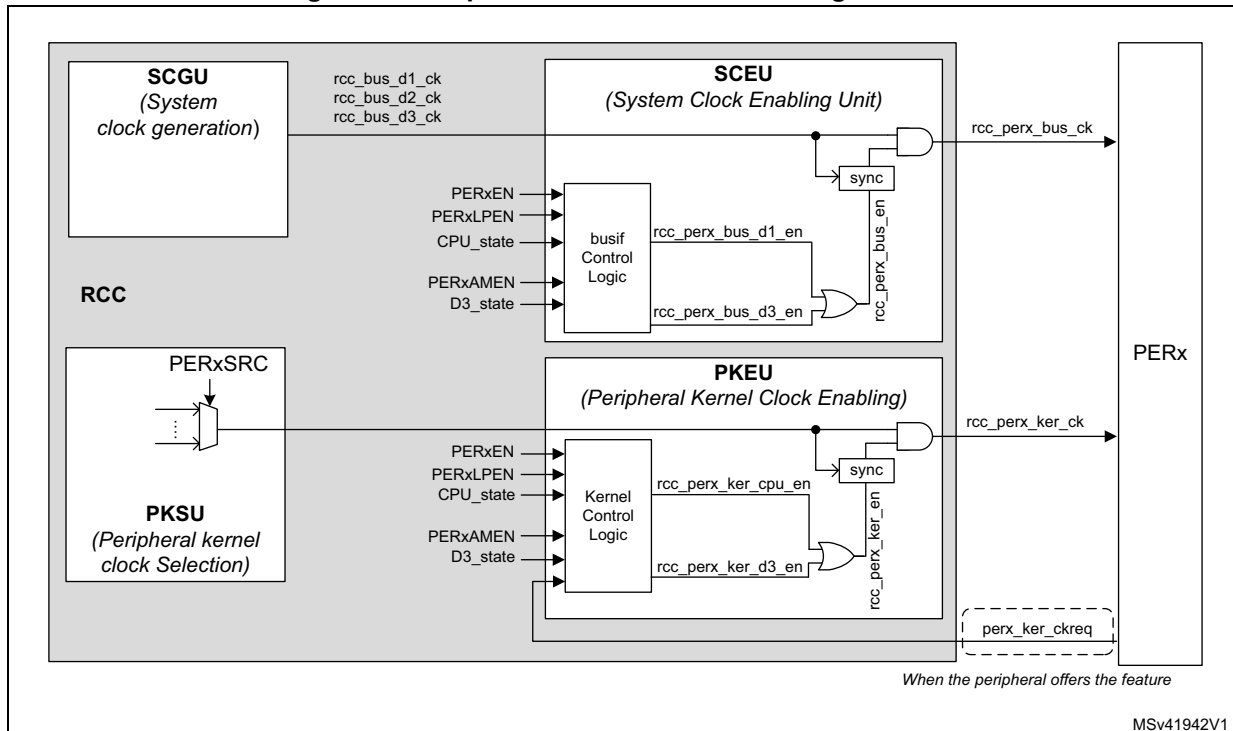 SCGU
(System
clock generation)
rcc_bus_d1_ck
rcc_bus_d2_ck
rcc_bus_d3_ck
SCEU
(System Clock Enabling Unit)
rcc_perx_bus_ck
sync
PERxEN
PERxLPEN
CPU_state
PERxAMEN
D3_state
busif
Control
Logic
rcc_perx_bus_d1_en
rcc_perx_bus_d3_en
rcc_perx_bus_en
RCC
PERx
PERxSRC
PKSU
(Peripheral kernel
clock Selection)
PKEU
(Peripheral Kernel Clock Enabling)
rcc_perx_ker_ck
sync
PERxEN
PERxLPEN
CPU_state
PERxAMEN
D3_state
Kernel
Control
Logic
rcc_perx_ker_cpu_en
rcc_perx_ker_d3_en
rcc_perx_ker_en
perx_ker_ckreq
When the peripheral offers the feature
MSv41942V1